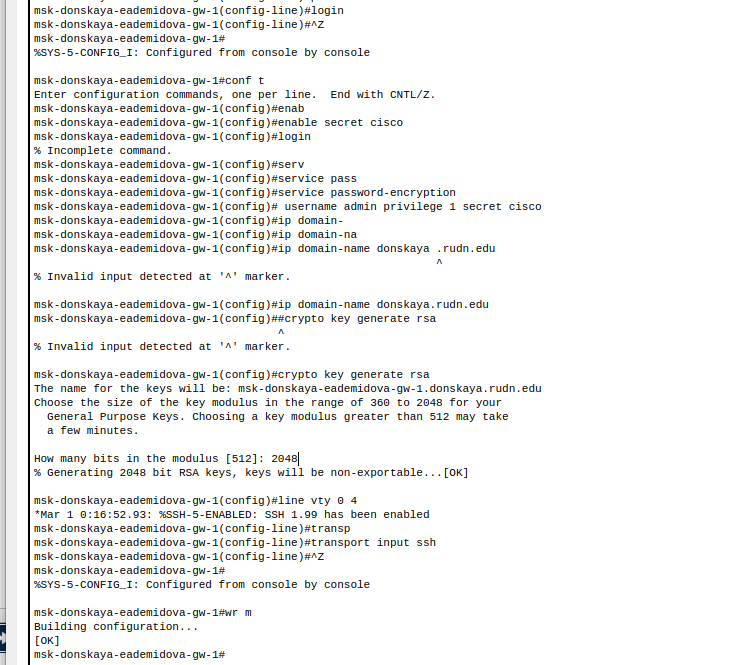 msk-donskaya-eademidova-gw-1(config-line)#login
msk-donskaya-eademidova-gw-1(config-line)#^Z
msk-donskaya-eademidova-gw-1#
%SYS-5-CONFIG_I: Configured from console by console
msk-donskaya-eademidova-gw-1#conf t
Enter configuration commands, one per line.  End with CNTL/Z.
msk-donskaya-eademidova-gw-1(config)#enab
msk-donskaya-eademidova-gw-1(config)#enable secret cisco
msk-donskaya-eademidova-gw-1(config)#login
% Incomplete command.
msk-donskaya-eademidova-gw-1(config)#serv
msk-donskaya-eademidova-gw-1(config)#service pass
msk-donskaya-eademidova-gw-1(config)#service password-encryption
msk-donskaya-eademidova-gw-1(config)# username admin privilege 1 secret cisco
msk-donskaya-eademidova-gw-1(config)#ip domain-
msk-donskaya-eademidova-gw-1(config)#ip domain-na
msk-donskaya-eademidova-gw-1(config)#ip domain-name donskaya .rudn.edu
^
% Invalid input detected at '^' marker.
msk-donskaya-eademidova-gw-1(config)#ip domain-name donskaya.rudn.edu
msk-donskaya-eademidova-gw-1(config)##crypto key generate rsa
^
% Invalid input detected at '^' marker.
msk-donskaya-eademidova-gw-1(config)#crypto key generate rsa
The name for the keys will be: msk-donskaya-eademidova-gw-1.donskaya.rudn.edu
Choose the size of the key modulus in the range of 360 to 2048 for your
General Purpose Keys. Choosing a key modulus greater than 512 may take
a few minutes.
How many bits in the modulus [512]: 2048
% Generating 2048 bit RSA keys, keys will be non-exportable...[OK]
msk-donskaya-eademidova-gw-1(config)#line vty 0 4
*Mar 1 0:16:52.93: %SSH-5-ENABLED: SSH 1.99 has been enabled
msk-donskaya-eademidova-gw-1(config-line)#transp
msk-donskaya-eademidova-gw-1(config-line)#transport input ssh
msk-donskaya-eademidova-gw-1(config-line)#^Z
msk-donskaya-eademidova-gw-1#
%SYS-5-CONFIG_I: Configured from console by console
msk-donskaya-eademidova-gw-1#wr m
Building configuration...
[OK]
msk-donskaya-eademidova-gw-1#